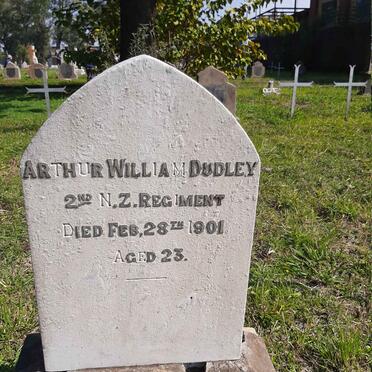 ARTHUR WILLIAM DUDLEY
2ND N.Z. REGIMENT
DIED FEB, 28TH 1901
AGED 23.